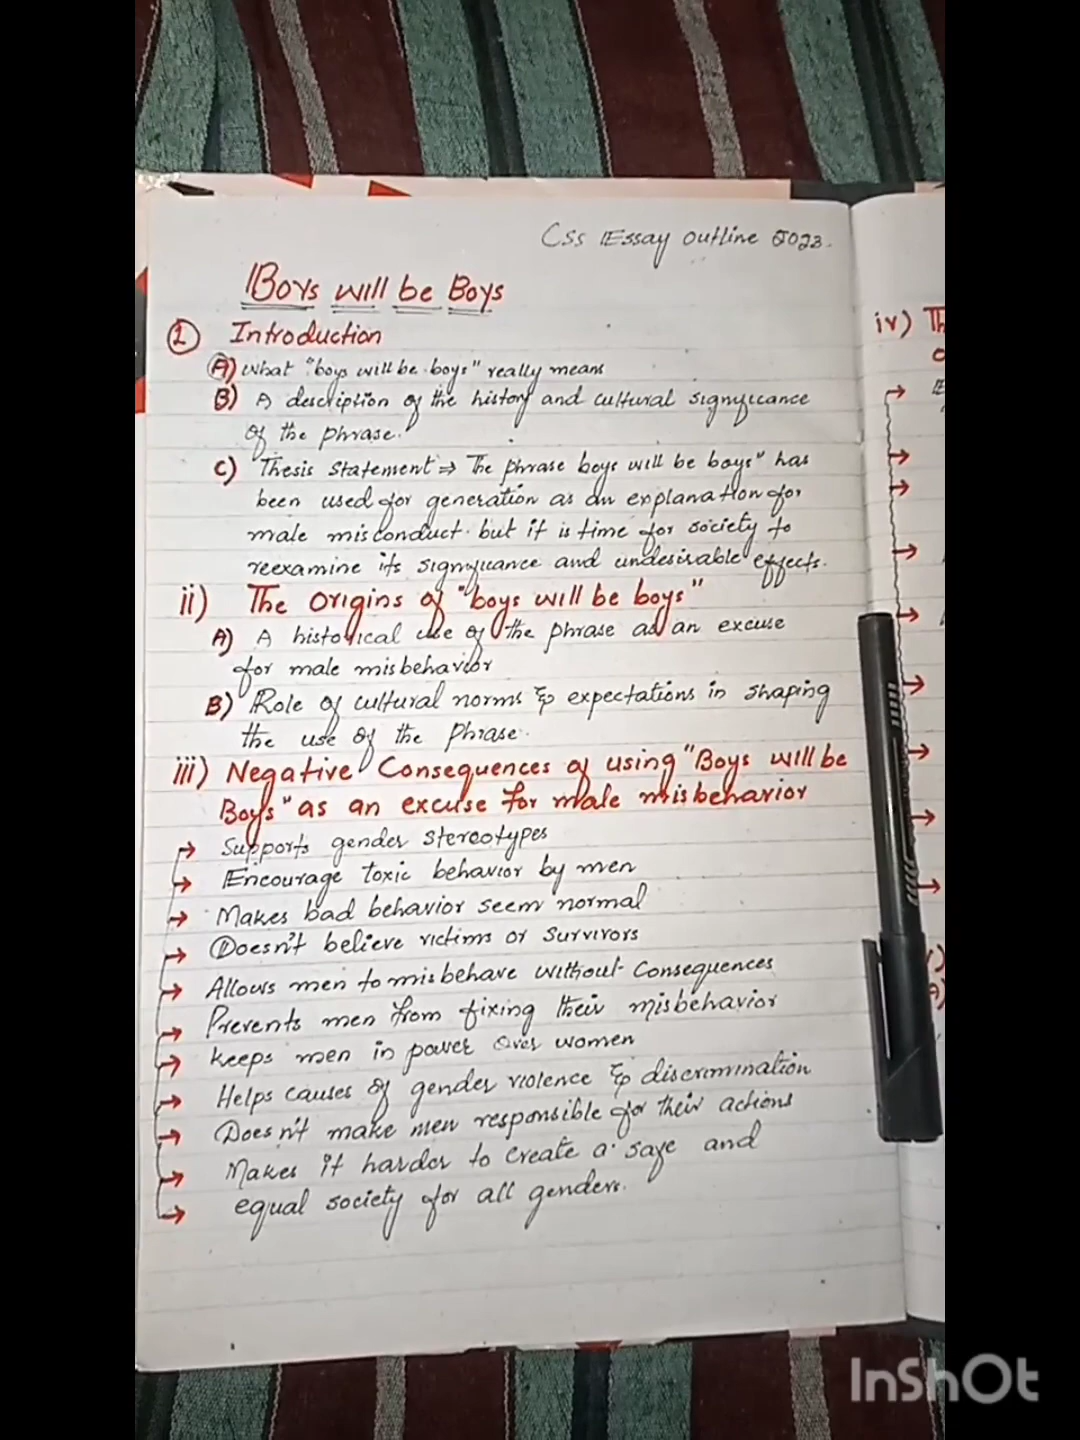 CSS Essay Outline 2023.
Boys will be Boys
1 Introduction
A) What "boys will be boys" really means
B) A description of the history and cultural significance
of the phrase.
C) Thesis Statement ⇒ The phrase boys will be boys" has
been used for generation as an explanation for
male misconduct but it is time for society to
reexamine its significance and undesirable effects.
ii) The Origins of "boys will be boys"
A) A historical use of the phrase as an excuse
for male misbehavior
B) Role of cultural norms & expectations in shaping
the use of the phrase.
iii) Negative Consequences of using "Boys will be
Boys" as an excuse for male misbehavior
→ Supports gender stereotypes
→ Encourage toxic behavior by men
→ Makes bad behavior seem normal
→ Doesn't believe victims or survivors
→ Allows men to misbehave without consequences
→ Prevents men from fixing their misbehavior
→ keeps men in power over women
→ Helps causes of gender violence & discrimination
→ Doesn't make men responsible for their actions
→ Makes it harder to create a safe and
→ equal society for all genders.
iv) Th
InShOt